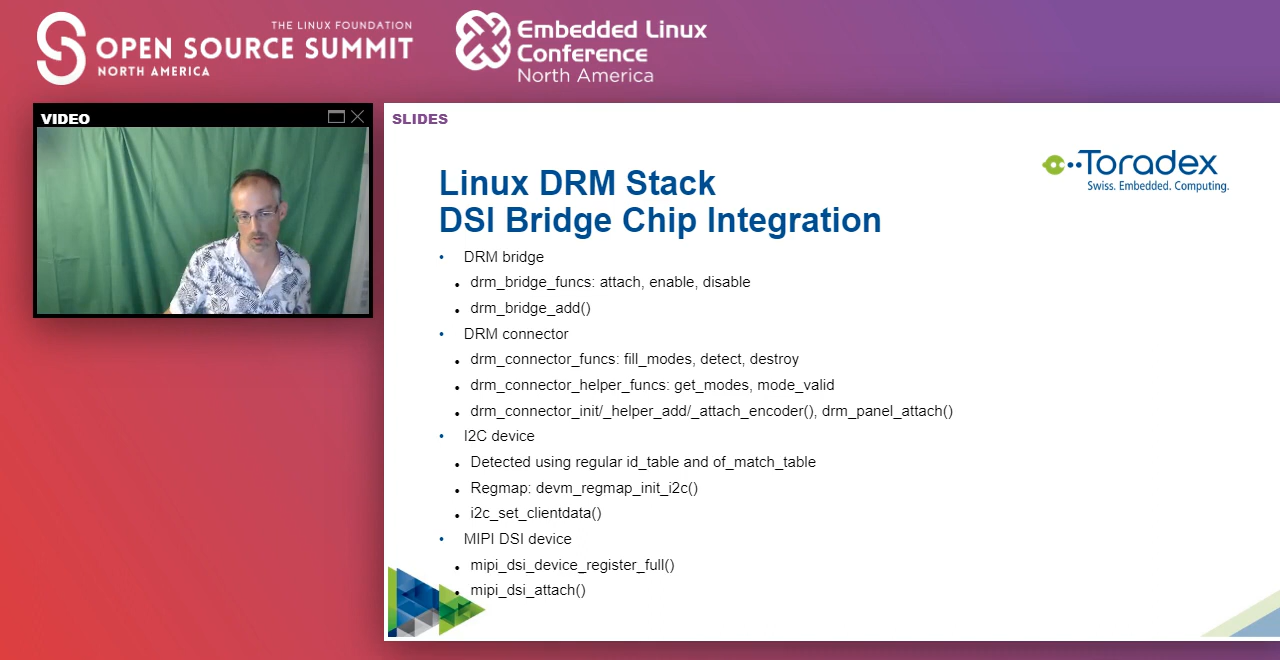 THE LINUX FOUNDATION
OPEN SOURCE SUMMIT
NORTH AMERICA
Embedded Linux
Conference
North America
VIDEO
SLIDES
Toradex
Swiss. Embedded. Computing.
Linux DRM Stack
DSI Bridge Chip Integration
• DRM bridge
• drm_bridge_funcs: attach, enable, disable
• drm_bridge_add()
• DRM connector
• drm_connector_funcs: fill_modes, detect, destroy
• drm_connector_helper_funcs: get_modes, mode_valid
• drm_connector_init/_helper_add/_attach_encoder(), drm_panel_attach()
• I2C device
• Detected using regular id_table and of_match_table
• Regmap: devm_regmap_init_i2c()
• i2c_set_clientdata()
• MIPI DSI device
• mipi_dsi_device_register_full()
• mipi_dsi_attach()